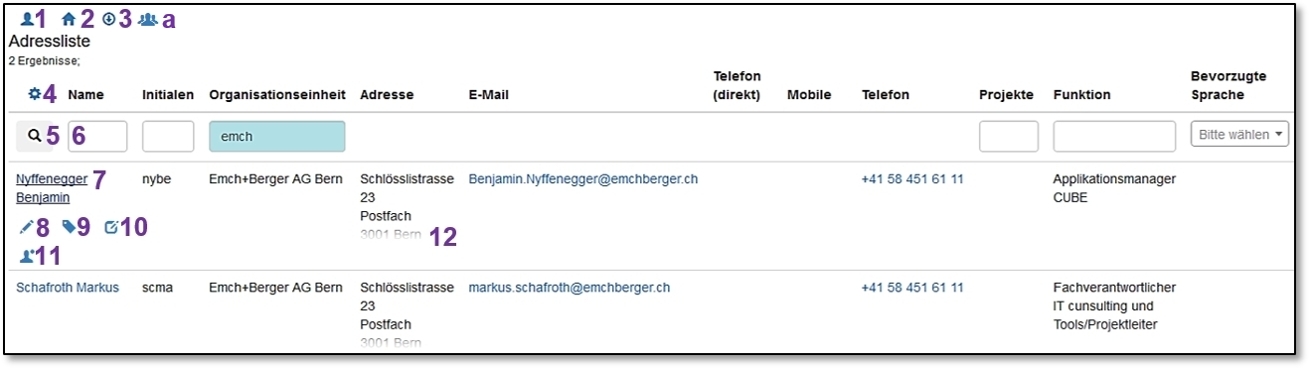 1 2 3 a
Adressliste
2 Ergebnisse;
4 Name Initialen Organisationseinheit Adresse E-Mail Telefon (direkt) Mobile Telefon Projekte Funktion Bevorzugte Sprache
5 6 emch Bitte wählen
Nyffenegger 7 nybe Emch+Berger AG Bern Schlösslistrasse Benjamin.Nyffenegger@emchberger.ch +41 58 451 61 11 Applikationsmanager
Benjamin 23 CUBE
Postfach
8 9 10 3001 Bern 12
11
Schafroth Markus scma Emch+Berger AG Bern Schlösslistrasse markus.schafroth@emchberger.ch +41 58 451 61 11 Fachverantwortlicher
23 IT cunsulting und
Postfach Tools/Projektleiter
3001 Bern